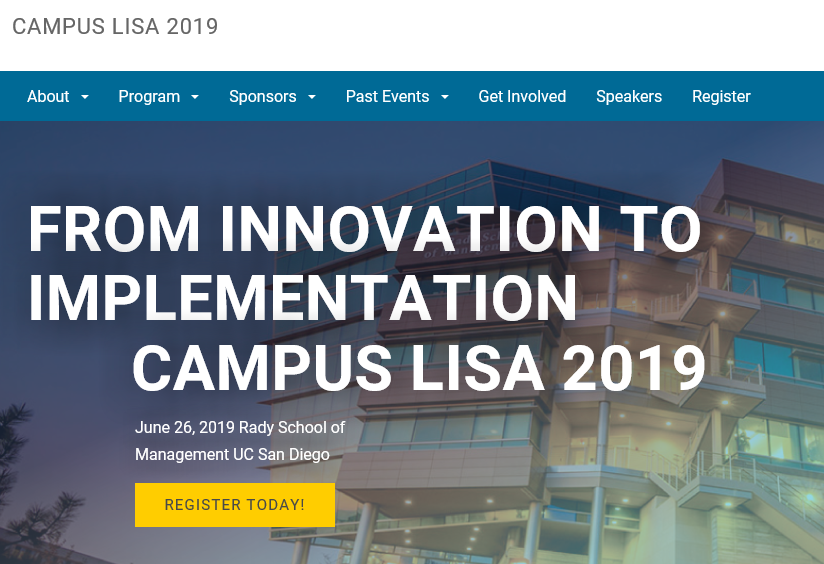 CAMPUS LISA 2019
About Program Sponsors Past Events Get Involved Speakers Register
FROM INNOVATION TO
IMPLEMENTATION
CAMPUS LISA 2019
June 26, 2019 Rady School of
Management UC San Diego
REGISTER TODAY!